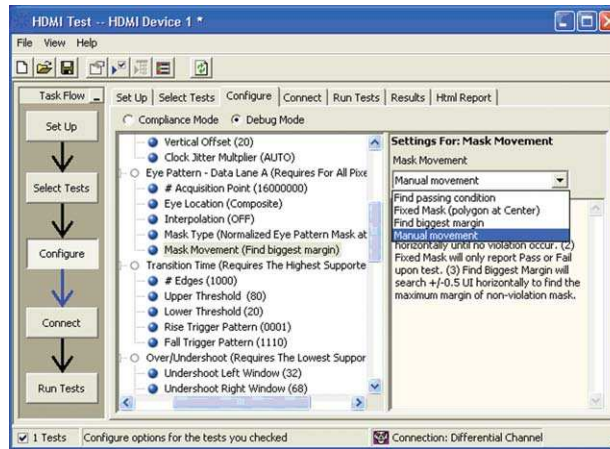 HDMI Test -- HDMI Device 1 *
File View Help
Task Flow
Set Up
Select Tests
Configure
Connect
Run Tests
Set Up Select Tests Configure Connect Run Tests Results Html Report
Compliance Mode Debug Mode
Vertical Offset (20)
Clock Jitter Multplier (AUTO)
Eye Pattern - Data Lane A (Requires For All Pixe
# Acquisition Point (16000000)
Eye Location (Composite)
Interpolation (OFF)
Mask Type (Normalized Eye Pattern Mask at
Mask Movement (Find biggest margin)
Transition Time (Requires The Highest Supporte
# Edges (1000)
Upper Threshold (80)
Lower Threshold (20)
Rise Trigger Pattern (0001)
Fall Trigger Pattern (1110)
Over/Undershoot (Requires The Lowest Suppor
Undershoot Left Window (32)
Undershoot Right Window (68)
Settings For: Mask Movement
Mask Movement
Manual movement
Find passing condition
Fixed Mask (polygon at Center)
Find biggest margin
Manual movement
horizontally until no violation occur. (2)
Fixed Mask will only report Pass or Fail
upon test. (3) Find Biggest Margin will
search +/-0.5 UI horizontally to find the
maximum margin of non-violation mask.
1 Tests Configure options for the tests you checked Connection: Differential Channel